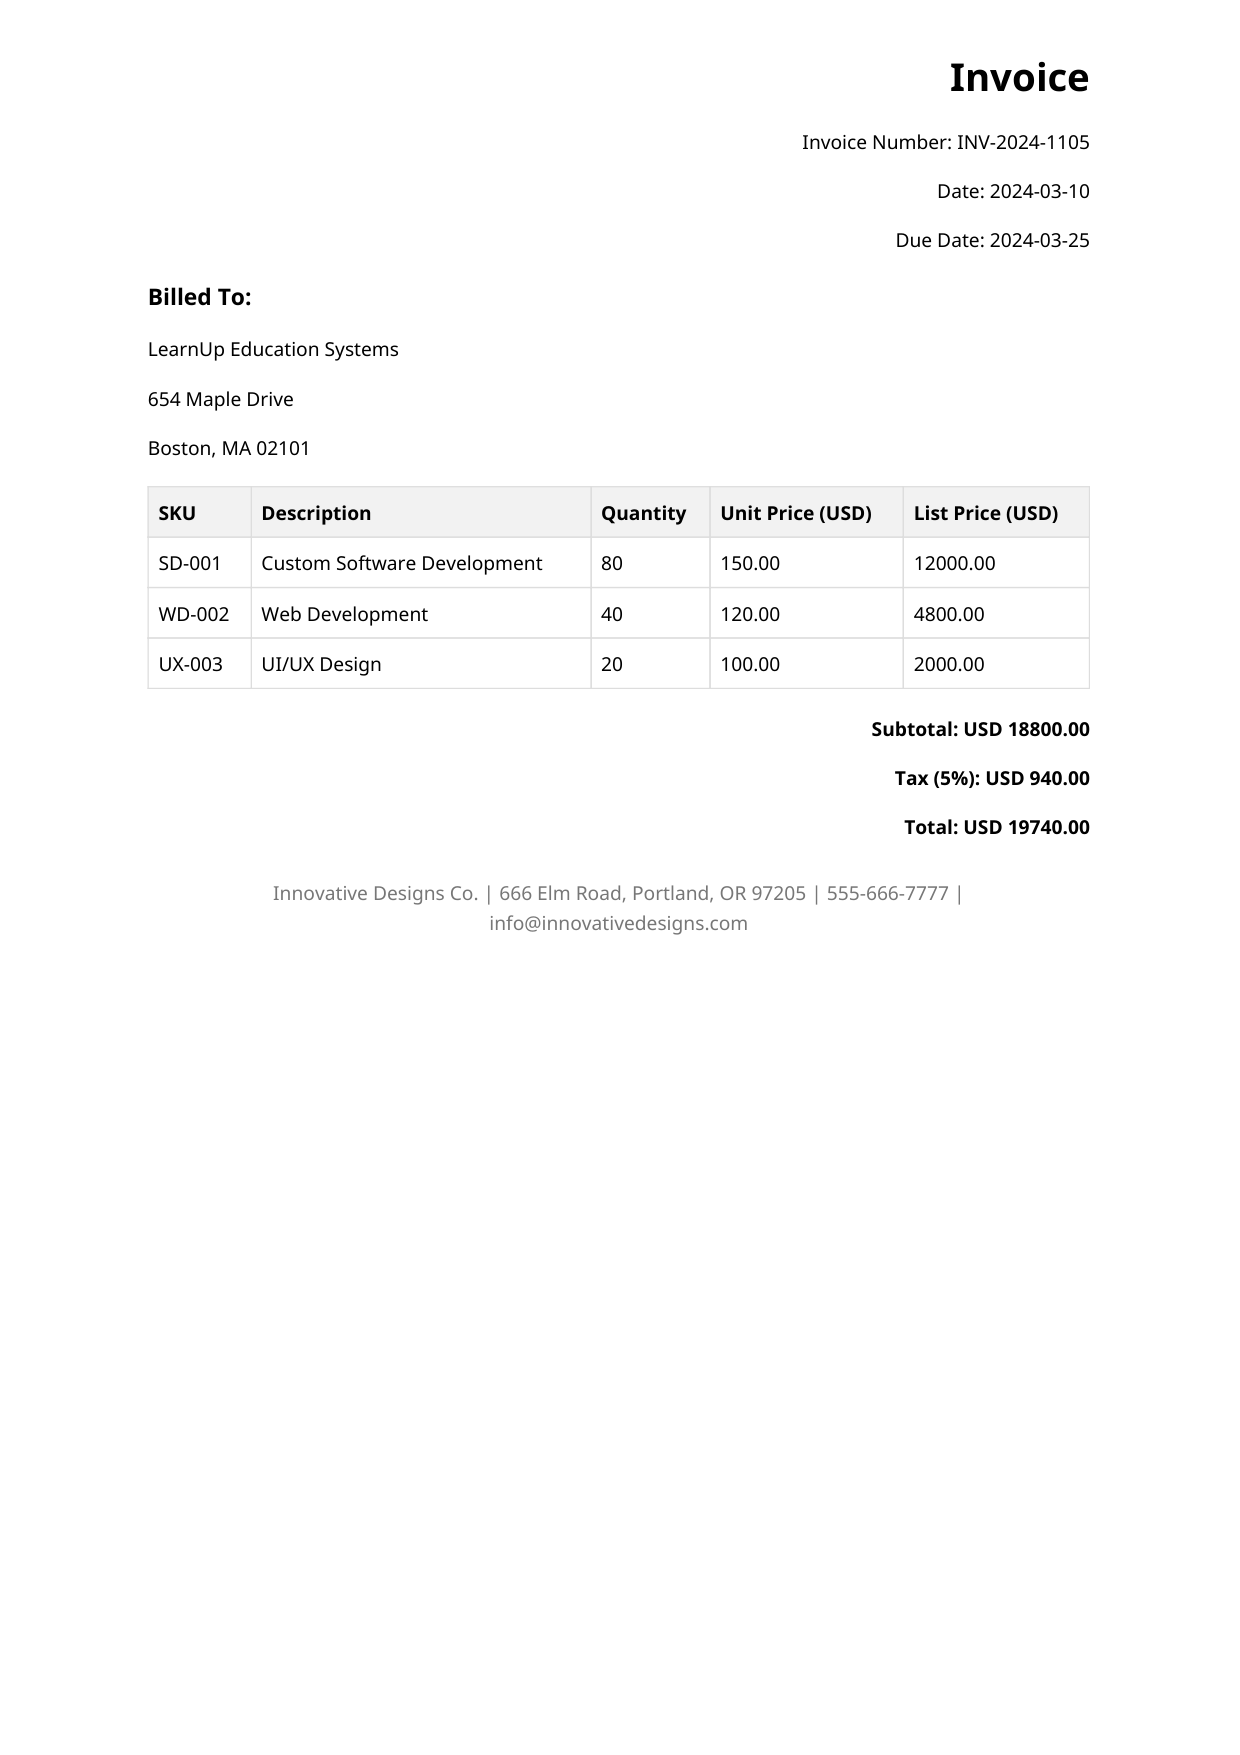 Invoice
Invoice Number: INV-2024-1105
Date: 2024-03-10
Due Date: 2024-03-25
Billed To:
LearnUp Education Systems
654 Maple Drive
Boston, MA 02101
SKU Description Quantity Unit Price (USD) List Price (USD)
SD-001 Custom Software Development 80 150.00 12000.00
WD-002 Web Development 40 120.00 4800.00
UX-003 UI/UX Design 20 100.00 2000.00
Subtotal: USD 18800.00
Tax (5%): USD 940.00
Total: USD 19740.00
Innovative Designs Co. | 666 Elm Road, Portland, OR 97205 | 555-666-7777 |
info@innovativedesigns.com